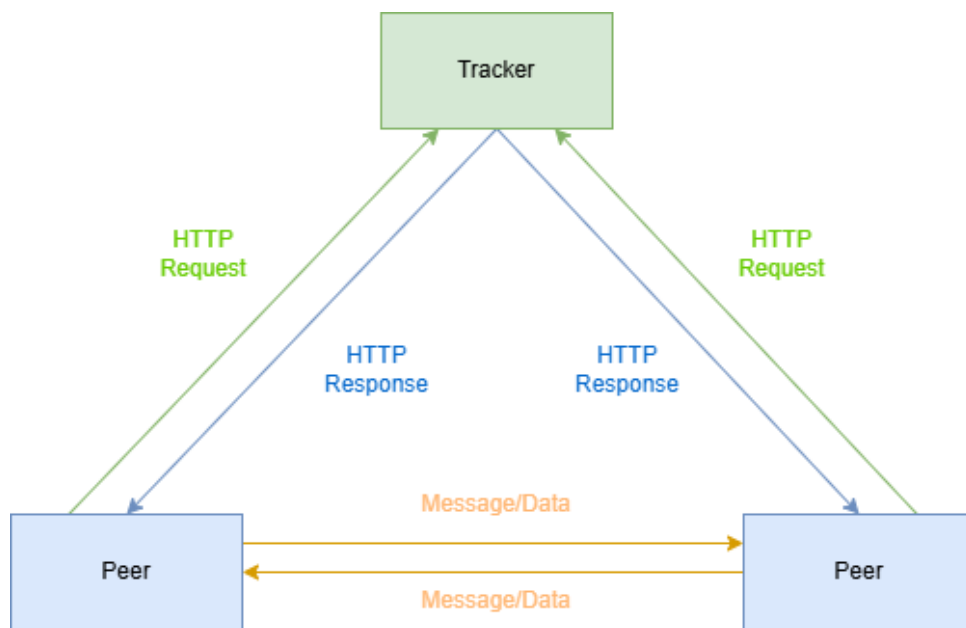 Tracker
HTTP
Request
HTTP
Request
HTTP
Response
HTTP
Response
Message/Data
Peer
Peer
Message/Data